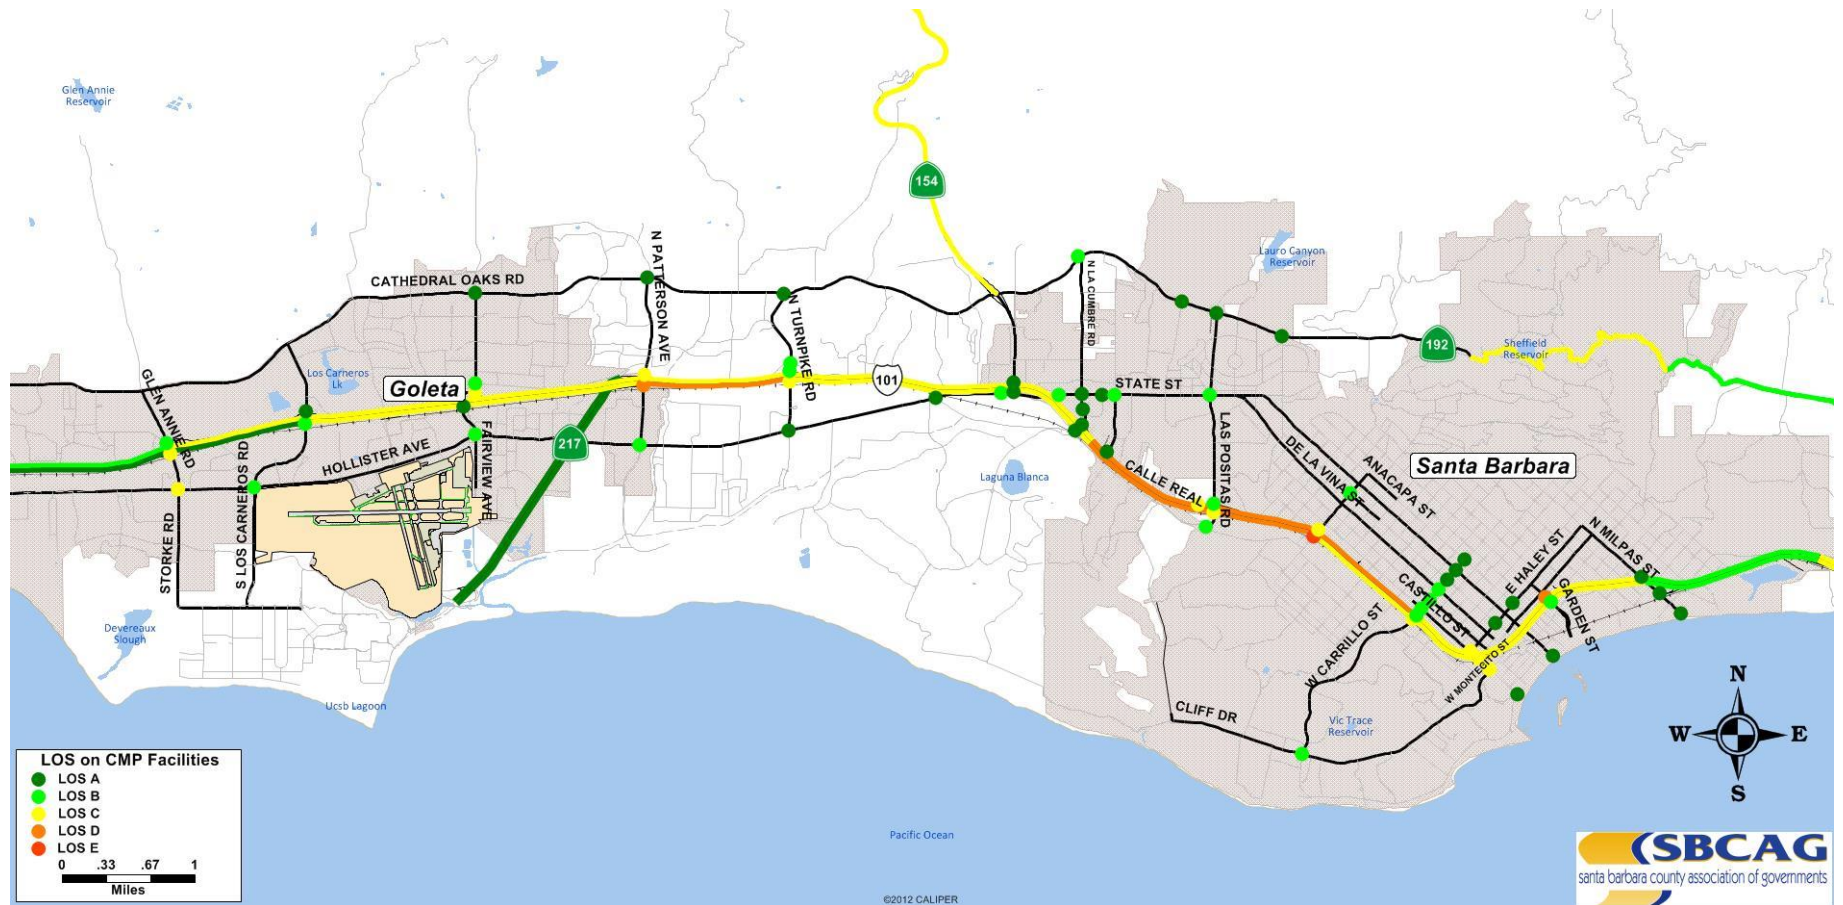 Glen Annie
Reservoir
154
Lauro Canyon
Reservoir
N PATTERSON AVE
CATHEDRAL OAKS RD
N LA CUMBRE RD
N TURNPIKE RD
192
Sheffield
Reservoir
Los Carneros
Lk
GLEN ANNIE RD
Goleta
101
STATE ST
217
FAIRVIEW AVE
HOLLISTER AVE
S LOS CARNEROS RD
STORKE RD
LAS POSITAS RD
DE LA VINA ST
ANACAPA ST
Santa Barbara
CALLE REAL
Laguna Blanca
N MILPAS ST
E HALEY ST
GARDEN ST
CASTILLO ST
W CARRILLO ST
W MONTECITO ST
Devereaux
Slough
Ucsb Lagoon
CLIFF DR
Vic Trace
Reservoir
N
W
E
S
LOS on CMP Facilities
LOS A
LOS B
LOS C
LOS D
LOS E
0 .33 .67 1
Miles
Pacific Ocean
©2012 CALIPER
SBCAG
santa barbara county association of governments